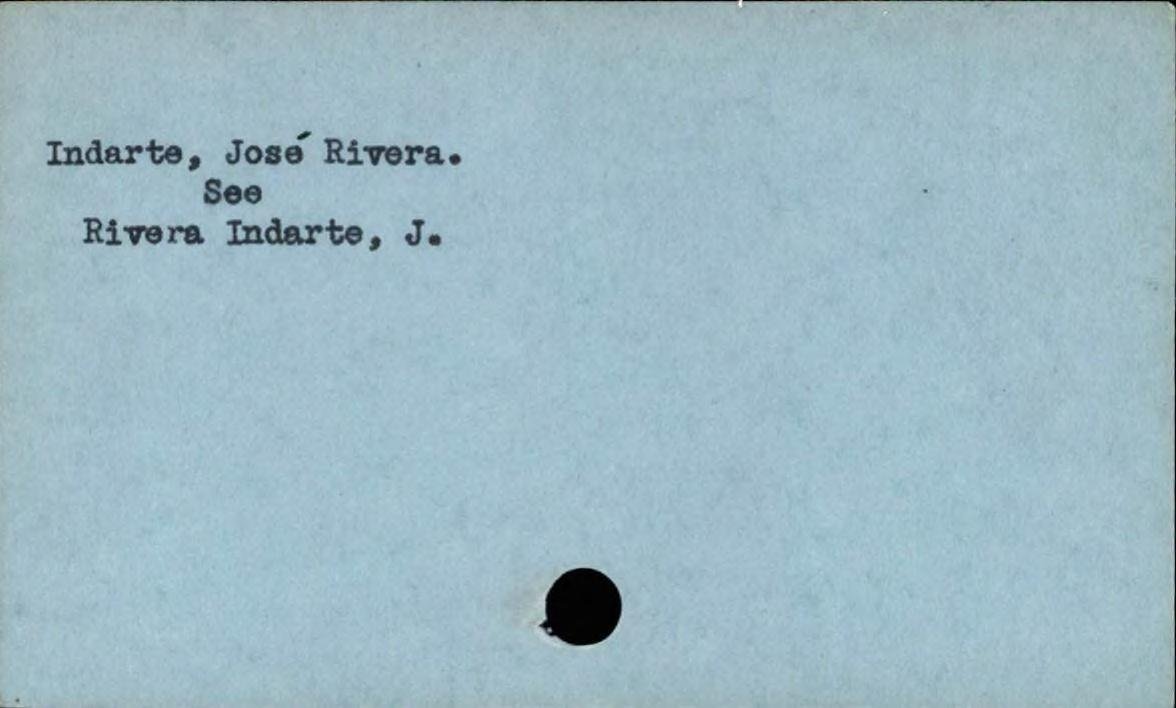 Indarte, José Rivera.
See
Rivera Indarte, J.